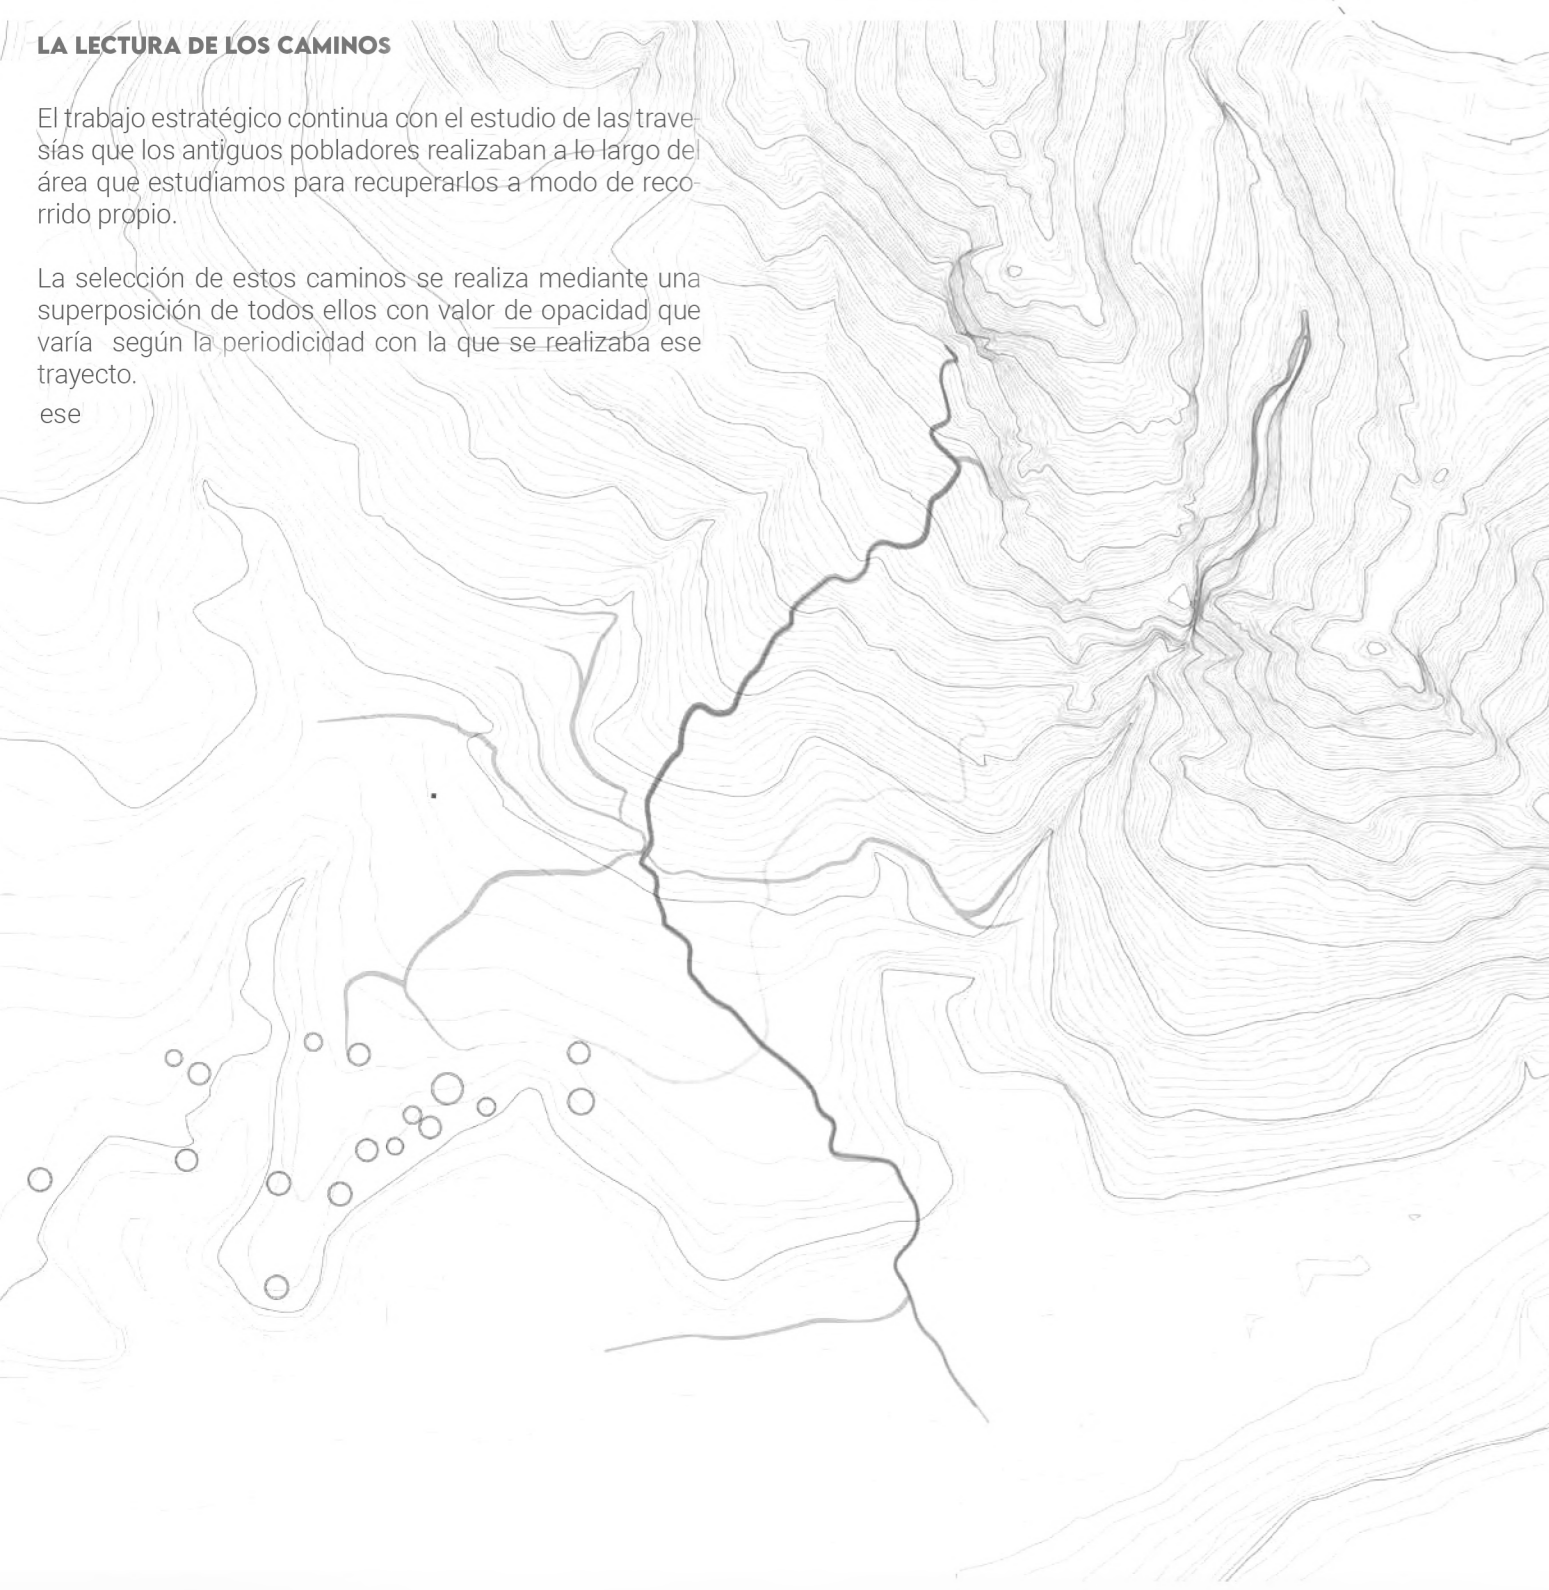 LA LECTURA DE LOS CAMINOS
El trabajo estratégico continua con el estudio de las trave-
sías que los antiguos pobladores realizaban a lo largo del
área que estudiamos para recuperarlos a modo de reco-
rrido propio.
La selección de estos caminos se realiza mediante una
superposición de todos ellos con valor de opacidad que
varía según la periodicidad con la que se realizaba ese
trayecto.
ese